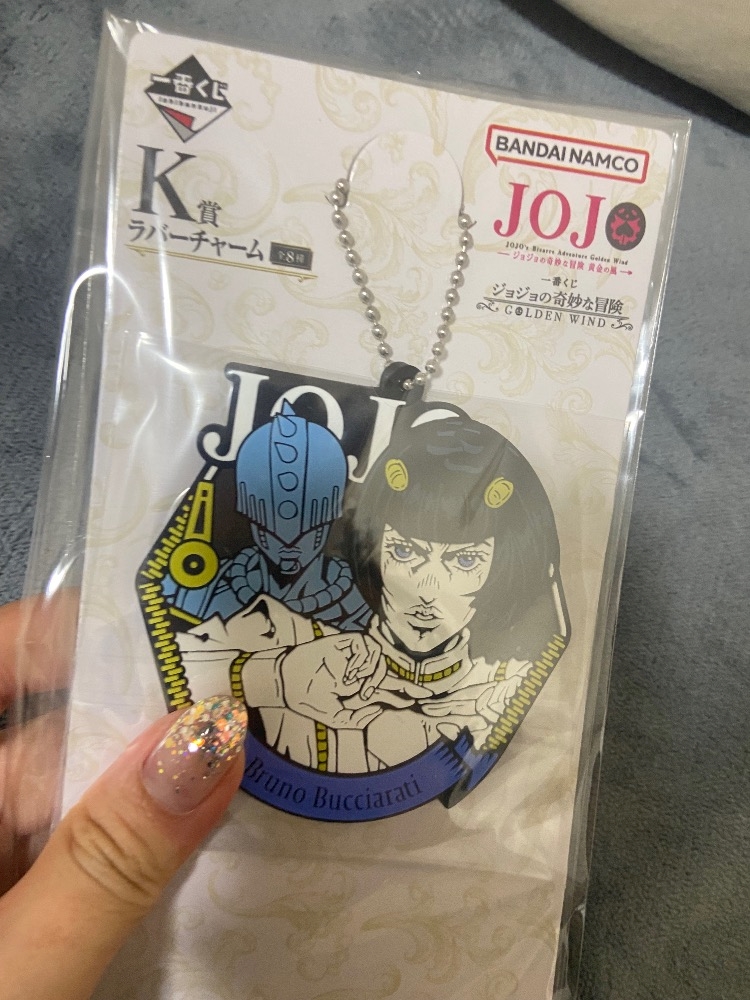 一番くじ
ichibankuji
K賞
ラバーチャーム 全8種
BANDAI NAMCO
JOJO
JOJO's Bizarre Adventure Golden Wind
ジョジョの奇妙な冒険 黄金の風
一番くじ
ジョジョの奇妙な冒険
GOLDEN WIND
JOJO
Bruno Bucciarati